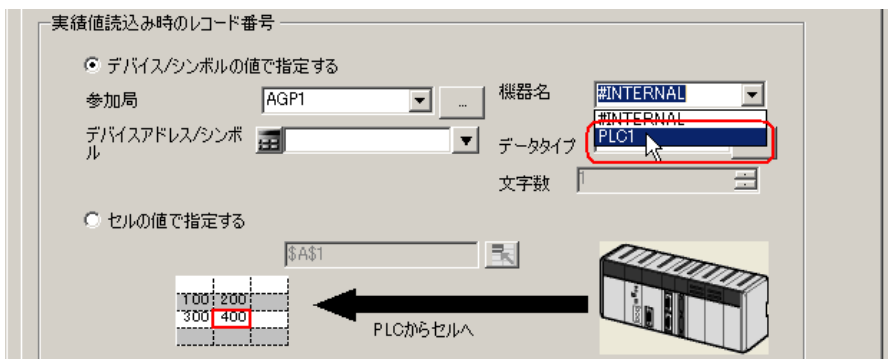 実績値読込み時のレコード番号
デバイス/シンボルの値で指定する
参加局
AGP1
...
機器名
#INTERNAL
#INTERNAL
PLC1
デバイスアドレス/シンボ
ル
データタイプ
文字数
1
セルの値で指定する
$A$1
100 200
300 400
PLCからセルへ